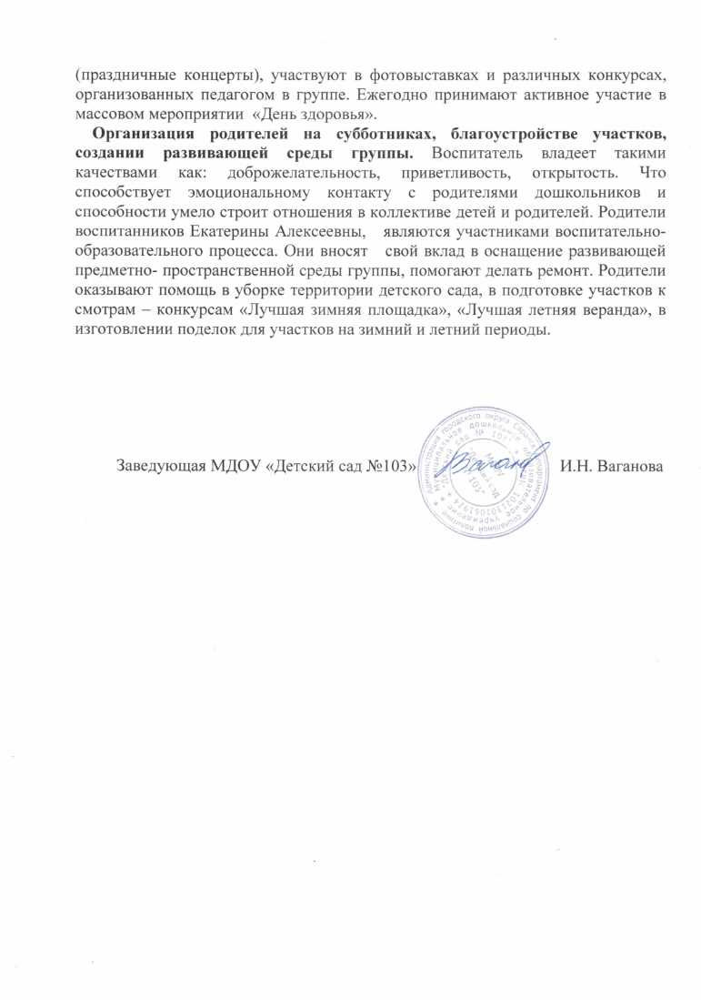 (праздничные концерты), участвуют в фотовыставках и различных конкурсах,
организованных педагогом в группе. Ежегодно принимают активное участие в
массовом мероприятии «День здоровья».
Организация родителей на субботниках, благоустройстве участков,
создании развивающей среды группы. Воспитатель владеет такими
качествами как: доброжелательность, приветливость, открытость. Что
способствует эмоциональному контакту с родителями дошкольников и
способности умело строит отношения в коллективе детей и родителей. Родители
воспитанников Екатерины Алексеевны, являются участниками воспитательно-
образовательного процесса. Они вносят свой вклад в оснащение развивающей
предметно- пространственной среды группы, помогают делать ремонт. Родители
оказывают помощь в уборке территории детского сада, в подготовке участков к
смотрам – конкурсам «Лучшая зимняя площадка», «Лучшая летняя веранда», в
изготовлении поделок для участков на зимний и летний периоды.
Заведующая МДОУ «Детский сад №103»
И.Н. Ваганова